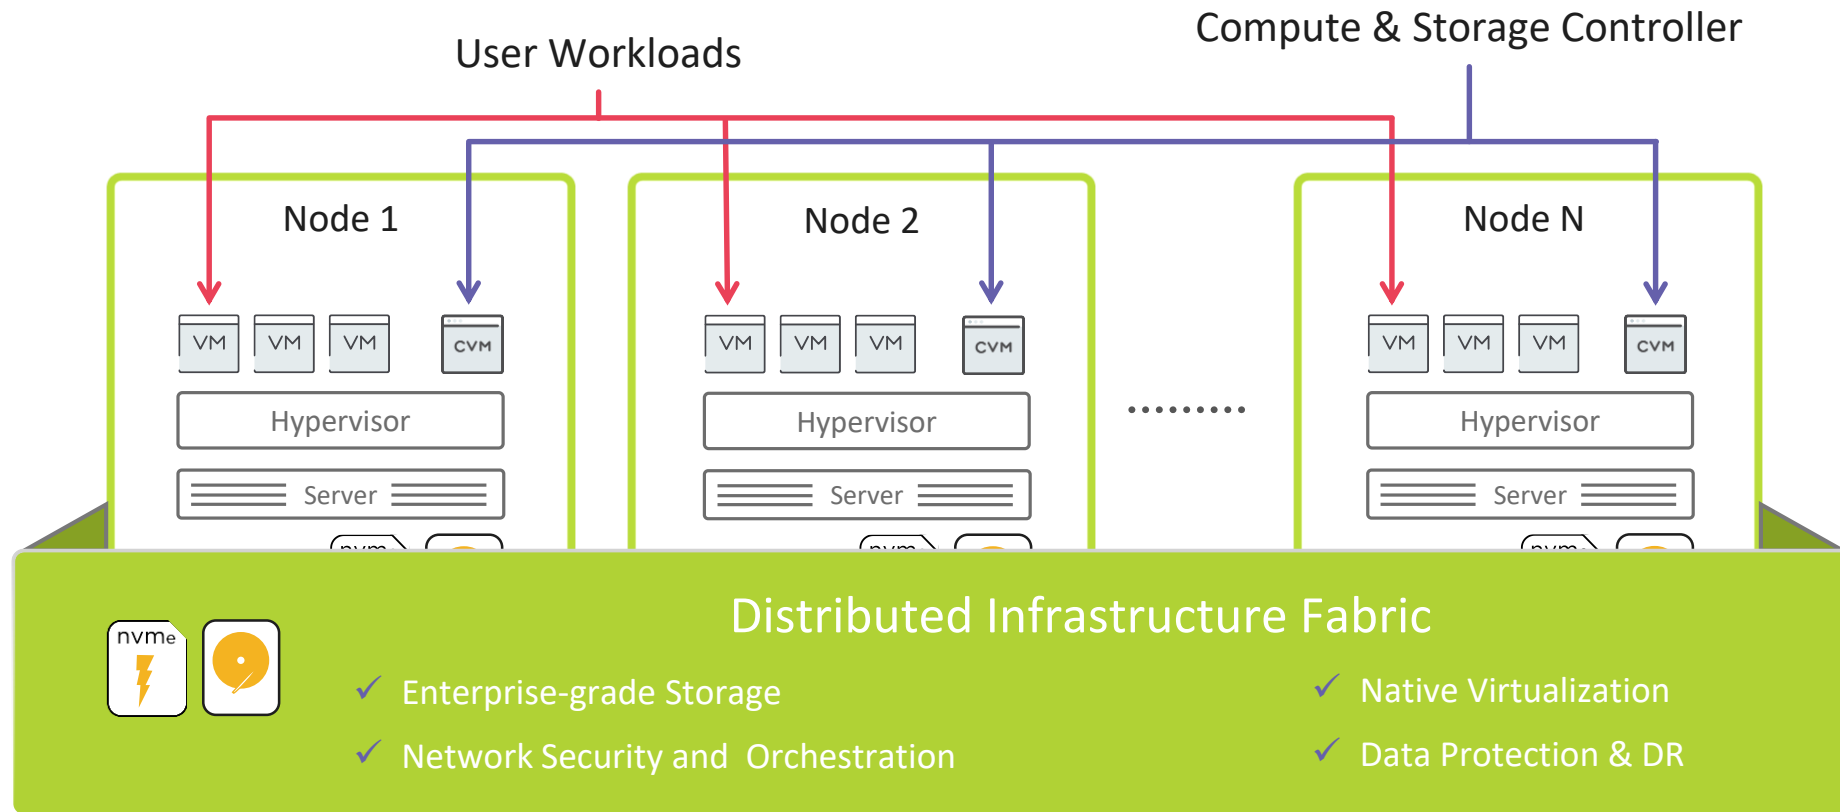 User Workloads
Compute & Storage Controller
Node 1
Node 2
Node N
VM VM VM CVM
VM VM VM CVM
VM VM VM CVM
Hypervisor
Hypervisor
Hypervisor
Server
Server
Server
Distributed Infrastructure Fabric
nvme
✓ Enterprise-grade Storage
✓ Native Virtualization
✓ Network Security and Orchestration
✓ Data Protection & DR